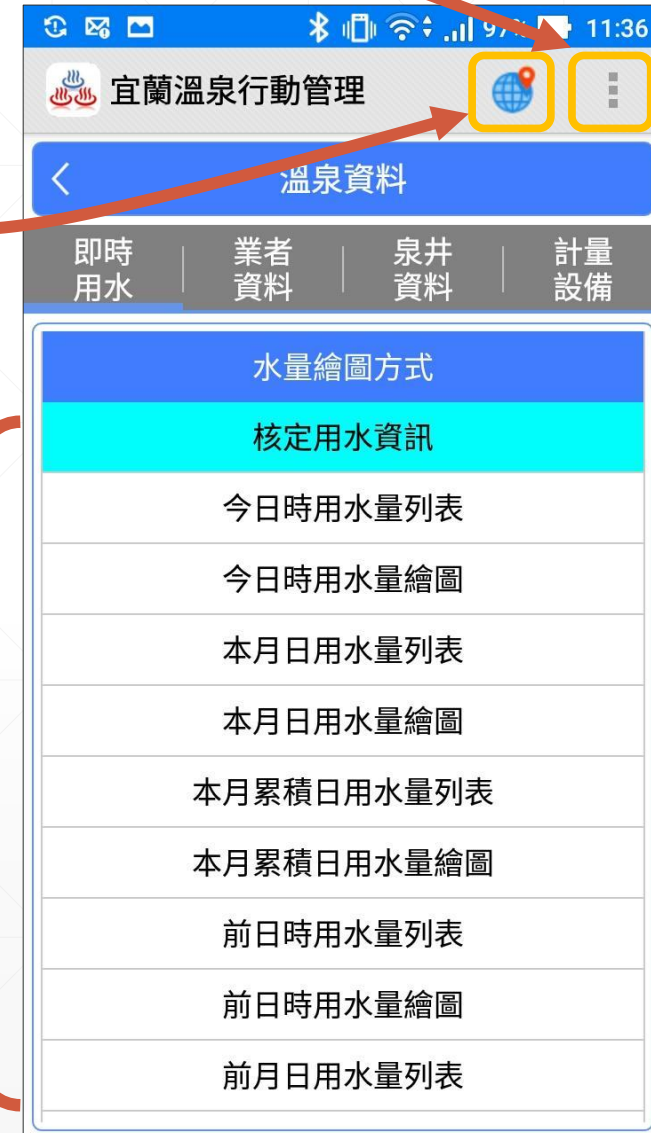 97%
11:36
宜蘭溫泉行動管理
溫泉資料
即時
用水
業者
資料
泉井
資料
計量
設備
水量繪圖方式
核定用水資訊
今日時用水量列表
今日時用水量繪圖
本月日用水量列表
本月日用水量繪圖
本月累積日用水量列表
本月累積日用水量繪圖
前日時用水量列表
前日時用水量繪圖
前月日用水量列表